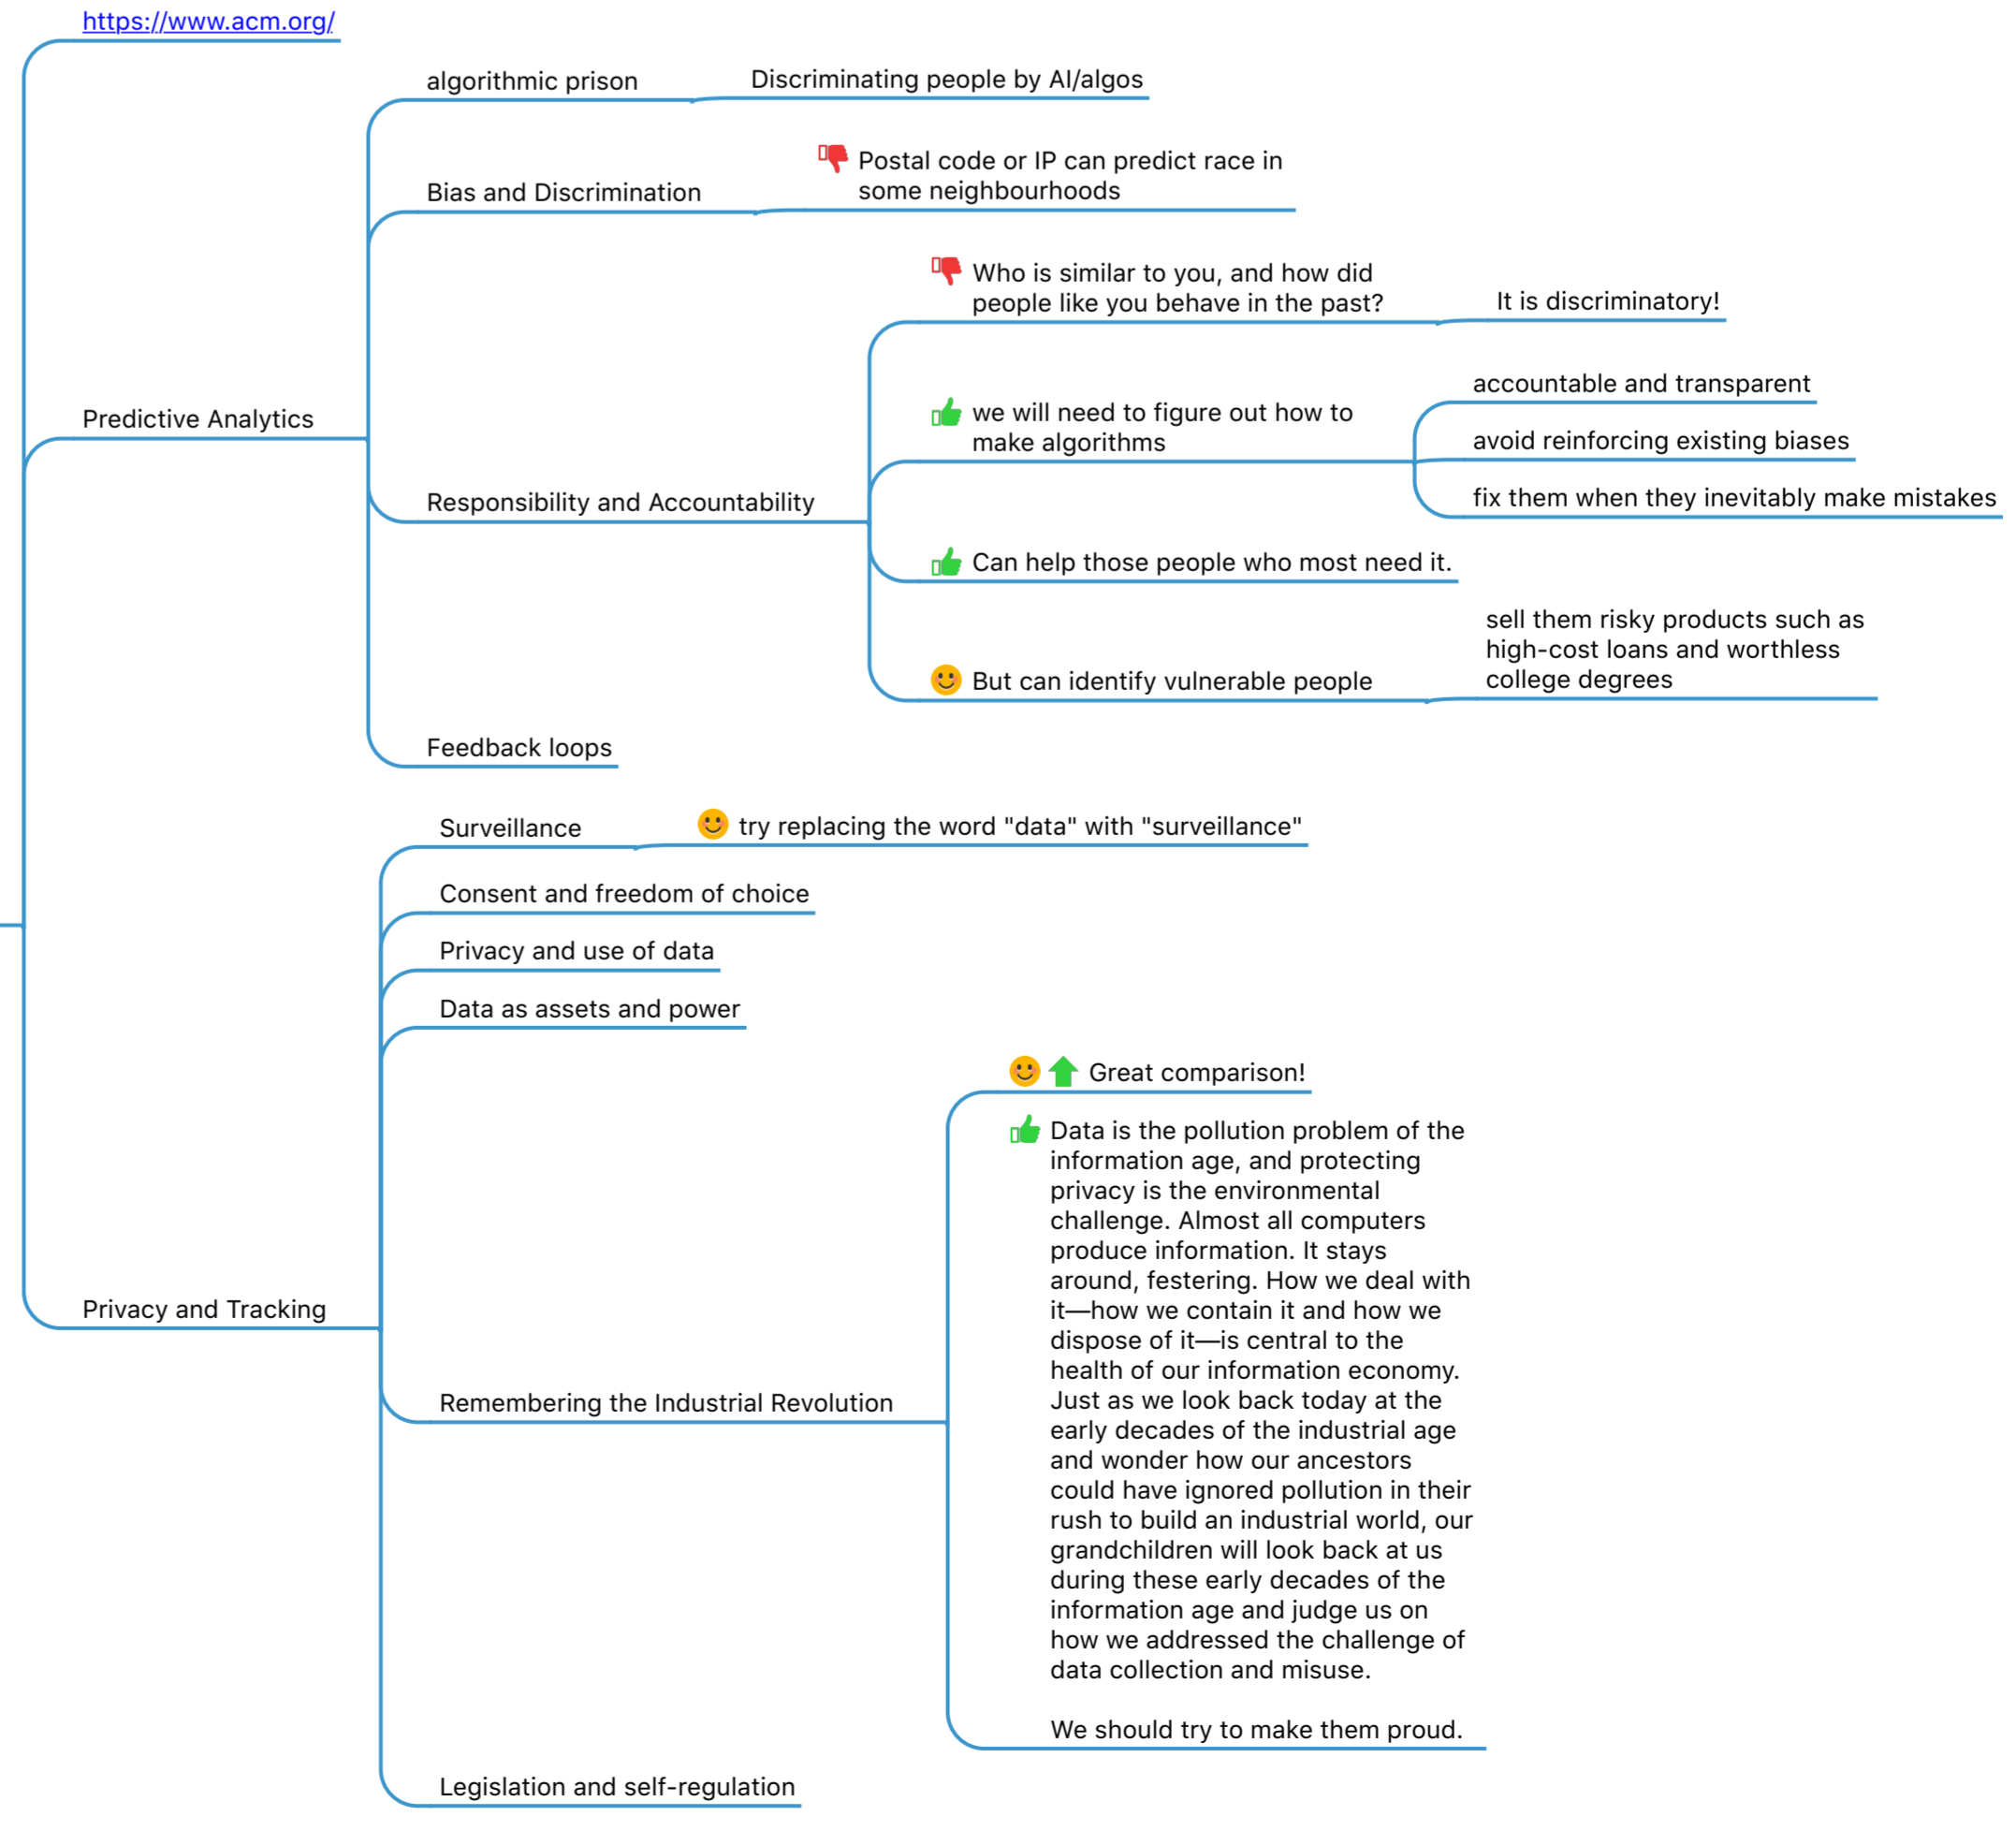 https://www.acm.org/
Predictive Analytics
algorithmic prison
Discriminating people by AI/algos
Bias and Discrimination
Postal code or IP can predict race in
some neighbourhoods
Responsibility and Accountability
Who is similar to you, and how did
people like you behave in the past?
It is discriminatory!
we will need to figure out how to
make algorithms
accountable and transparent
avoid reinforcing existing biases
fix them when they inevitably make mistakes
Can help those people who most need it.
But can identify vulnerable people
sell them risky products such as
high-cost loans and worthless
college degrees
Feedback loops
Privacy and Tracking
Surveillance
try replacing the word "data" with "surveillance"
Consent and freedom of choice
Privacy and use of data
Data as assets and power
Remembering the Industrial Revolution
Great comparison!
Data is the pollution problem of the
information age, and protecting
privacy is the environmental
challenge. Almost all computers
produce information. It stays
around, festering. How we deal with
it—how we contain it and how we
dispose of it—is central to the
health of our information economy.
Just as we look back today at the
early decades of the industrial age
and wonder how our ancestors
could have ignored pollution in their
rush to build an industrial world, our
grandchildren will look back at us
during these early decades of the
information age and judge us on
how we addressed the challenge of
data collection and misuse.
We should try to make them proud.
Legislation and self-regulation